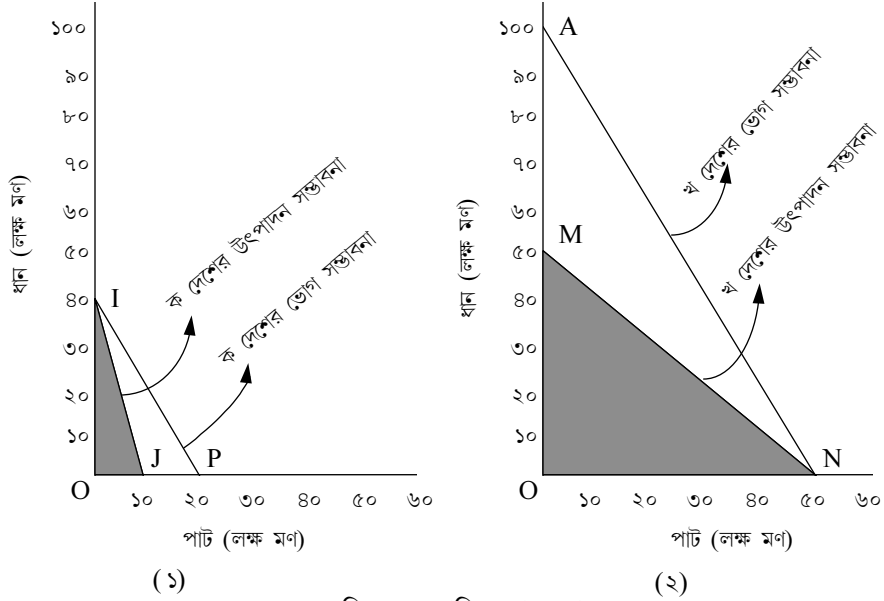 ধান (লক্ষ মণ)
১০০
৯০
৮০
৭০
৬০
৫০
৪০
৩০
২০
১০
I
J
P
O
১০ ২০ ৩০ ৪০ ৫০ ৬০
পাট (লক্ষ মণ)
ক দেশের উৎপাদন সম্ভাবনা
ক দেশের ভোগ সম্ভাবনা
(১)
ধান (লক্ষ মণ)
১০০
৯০
৮০
৭০
৬০
৫০
৪০
৩০
২০
১০
A
M
N
O
১০ ২০ ৩০ ৪০ ৫০ ৬০
পাট (লক্ষ মণ)
খ দেশের ভোগ সম্ভাবনা
খ দেশের উৎপাদন সম্ভাবনা
(২)